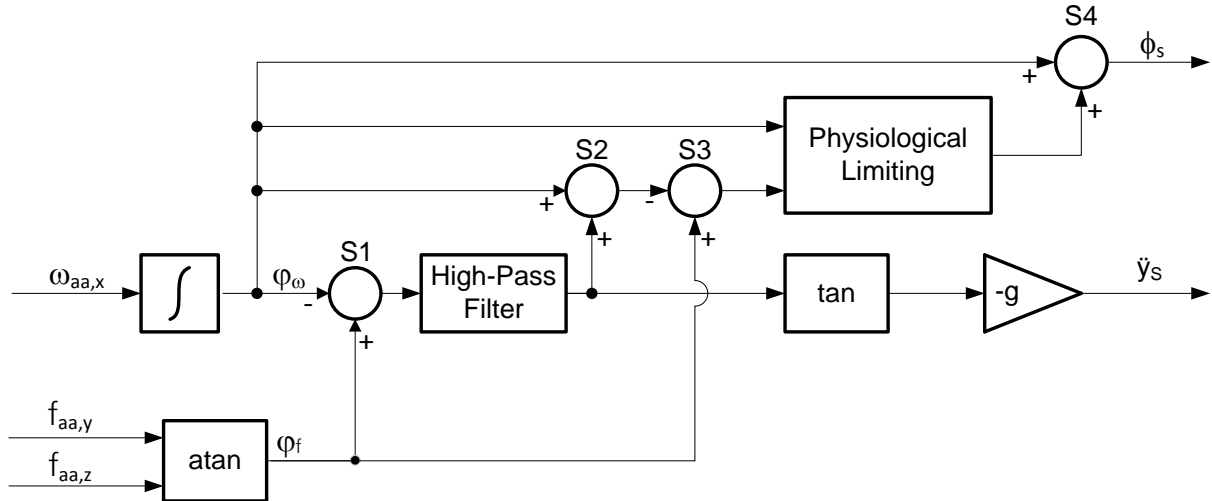 S4
+
ϕs
+
Physiological
Limiting
S2
S3
+
-
+
+
S1
ωaa,x
∫
φω
-
+
High-Pass
Filter
tan
-g
ÿS
faa,y
faa,z
atan
φf